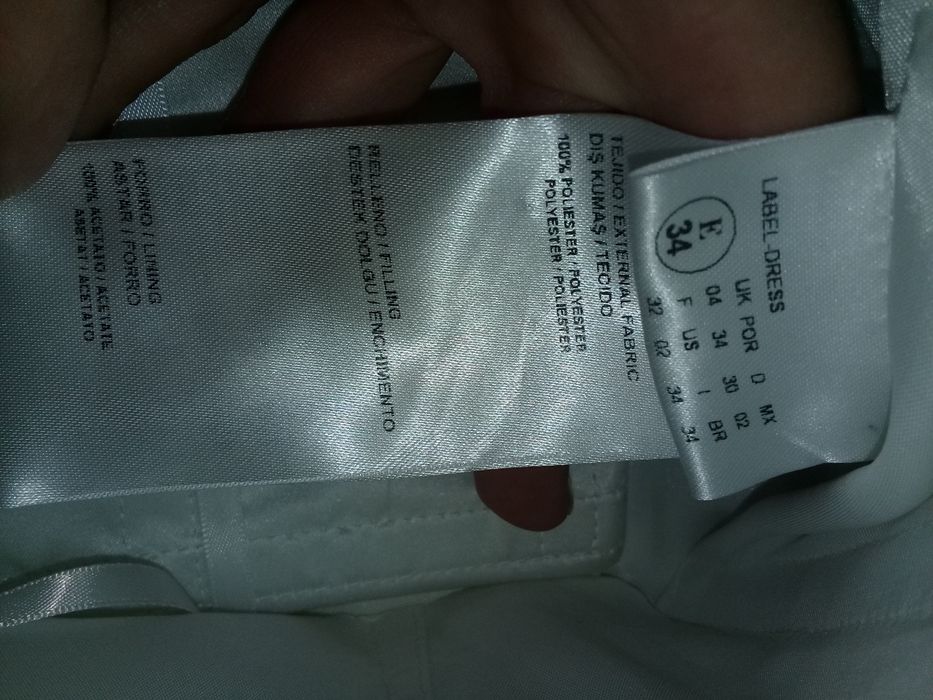 LABEL-DRESS
E
34
UK POR D MX
04 34 30 02
F US I BR
32 02 34 34
TEJIDO / EXTERNAL FABRIC
DIŞ KUMAŞ / TECIDO
100% POLIESTER / POLYESTER
POLYESTER / POLIESTER
RELLENO / FILLING
DESTEK DOLGU / ENCHIMENTO
FORRO / LINING
ASTAR / FORRO
100% ACETATO / ACETATE
ASETAT / ACETATO